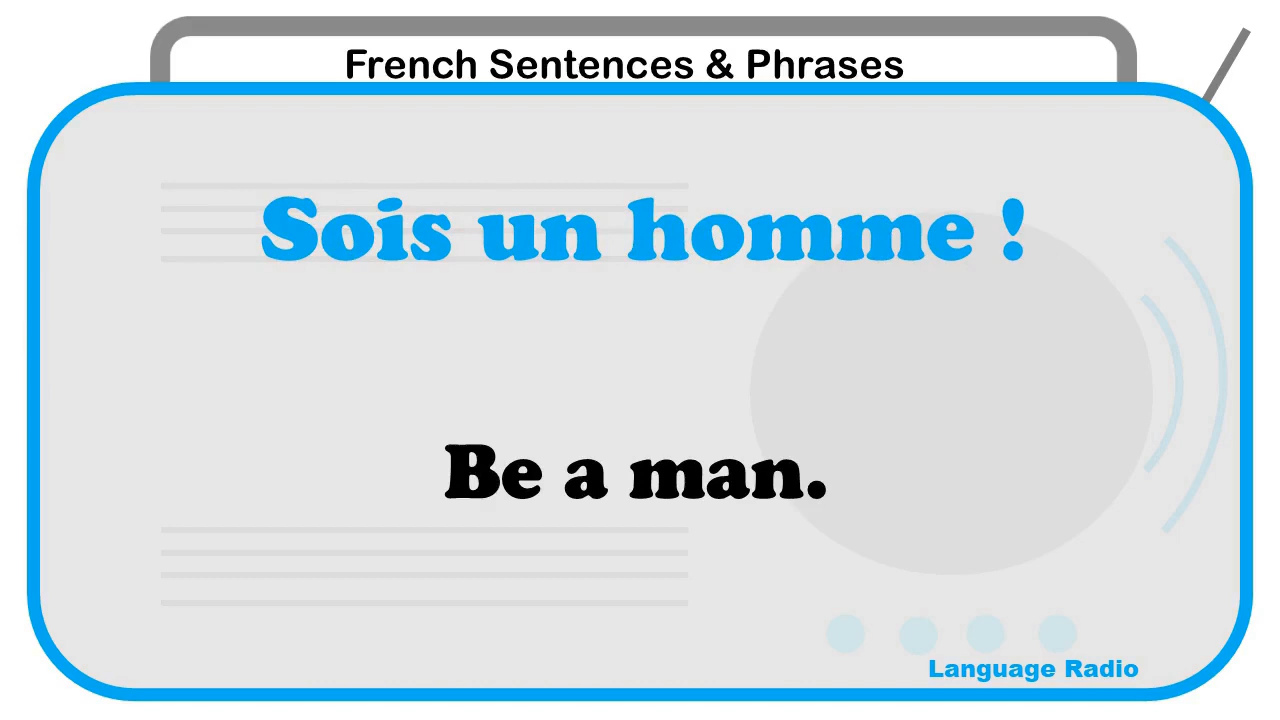 French Sentences & Phrases
Sois un homme !
Be a man.
Language Radio